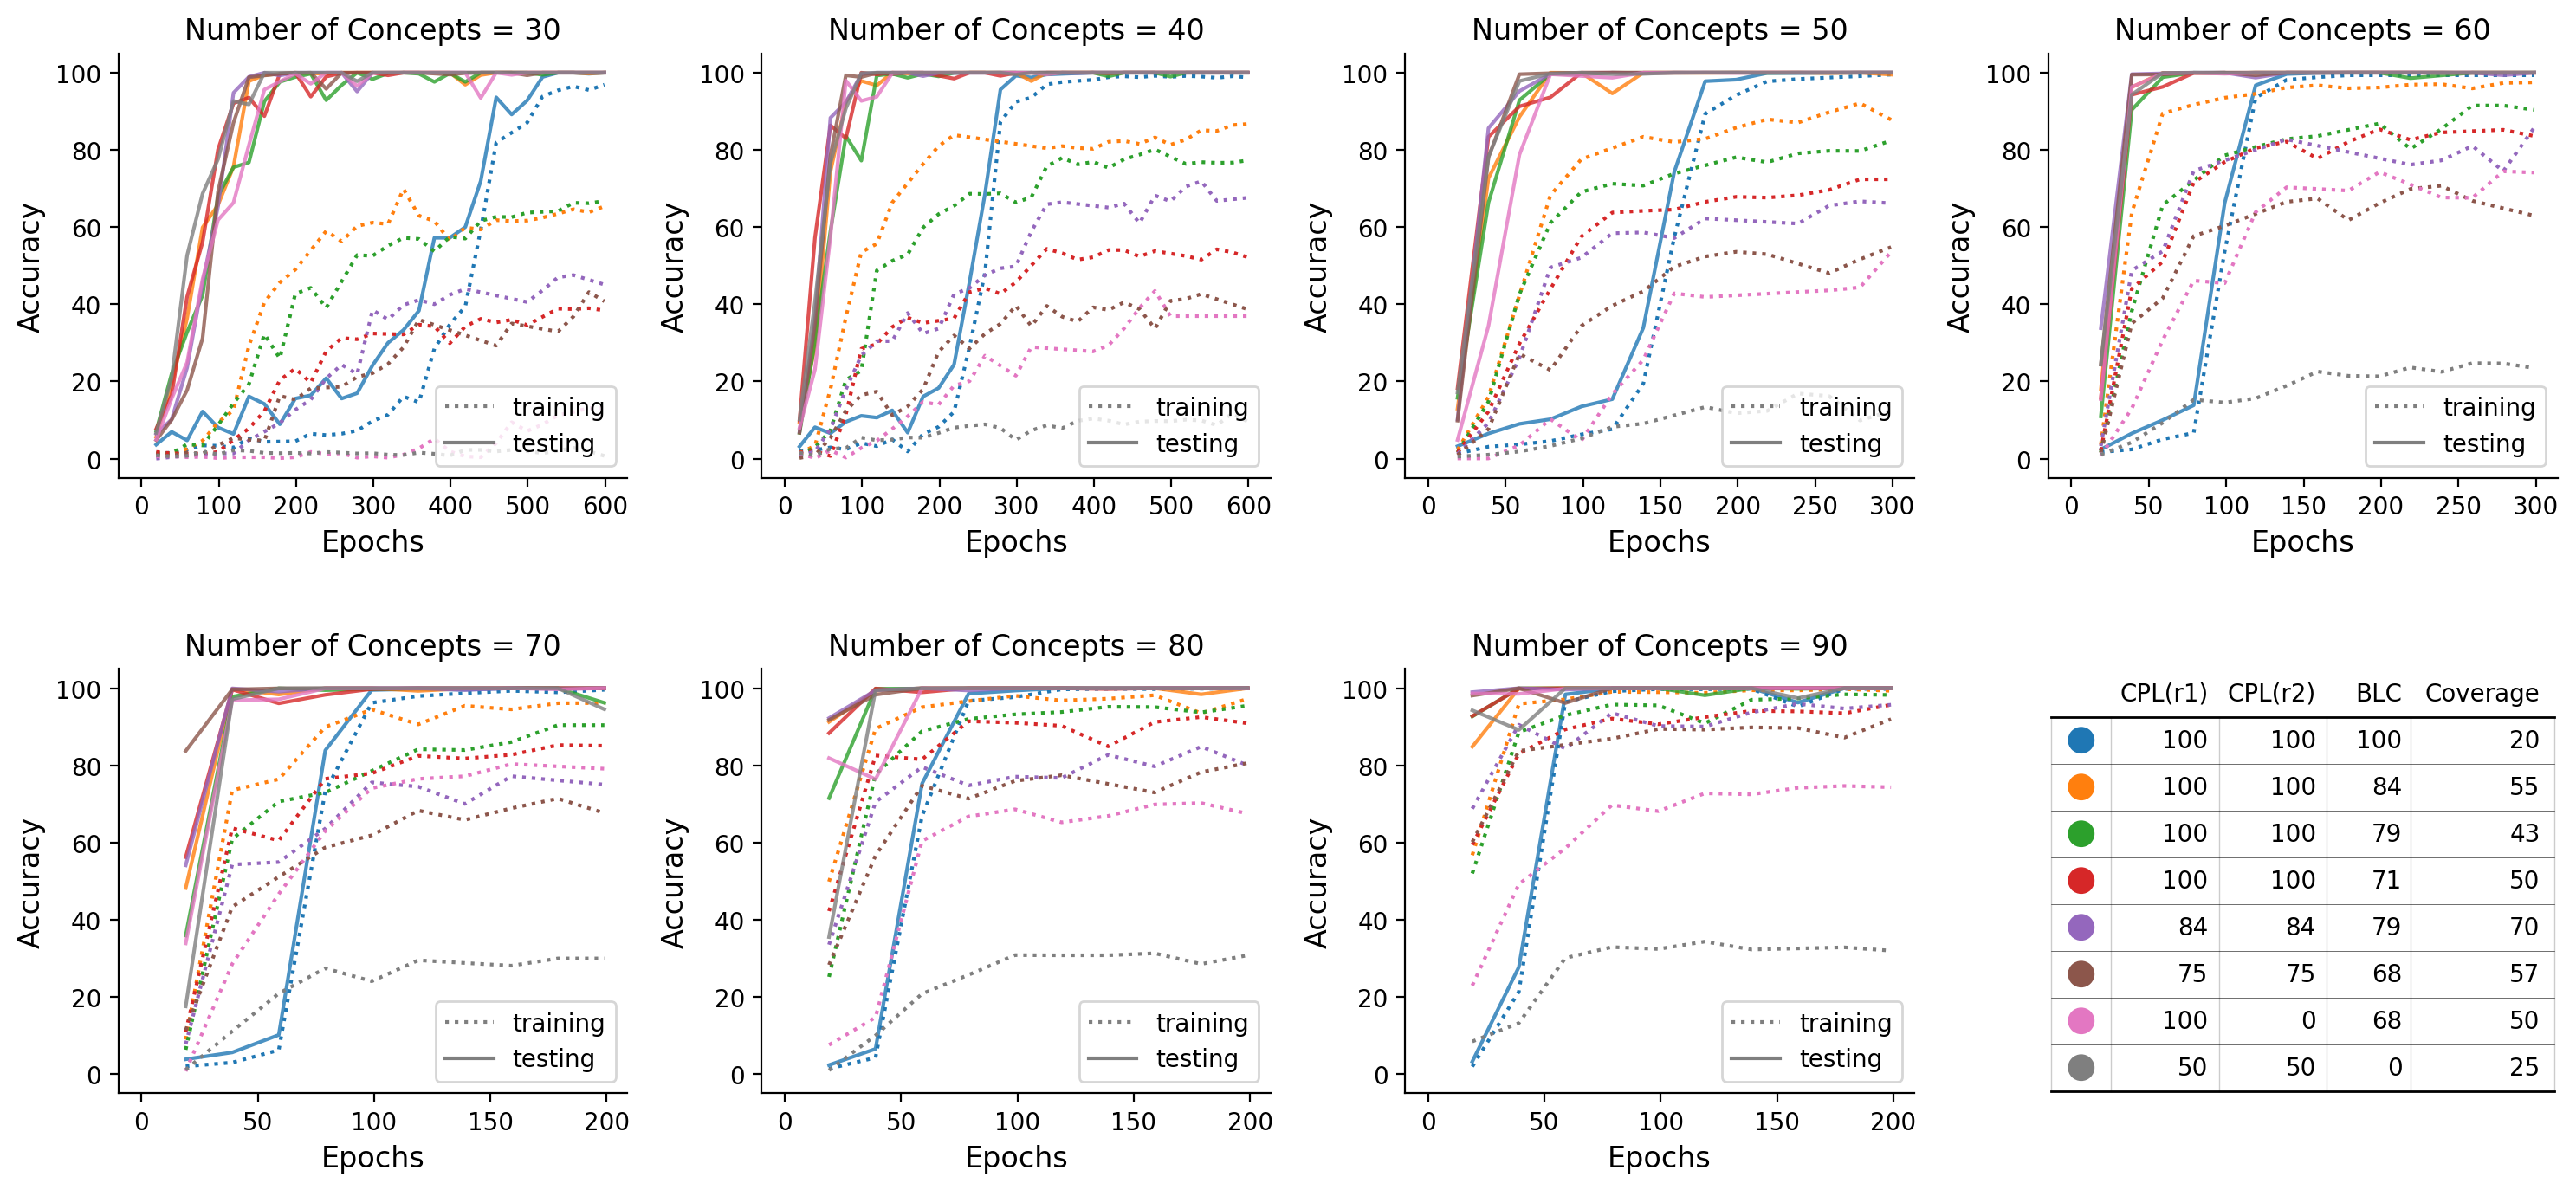 Number of Concepts = 30
Accuracy
100
80
60
40
20
0
training
testing
0 100 200 300 400 500 600
Epochs
Number of Concepts = 40
Accuracy
100
80
60
40
20
0
training
testing
0 100 200 300 400 500 600
Epochs
Number of Concepts = 50
Accuracy
100
80
60
40
20
0
training
testing
0 50 100 150 200 250 300
Epochs
Number of Concepts = 60
Accuracy
100
80
60
40
20
0
training
testing
0 50 100 150 200 250 300
Epochs
Number of Concepts = 70
Accuracy
100
80
60
40
20
0
training
testing
0 50 100 150 200
Epochs
Number of Concepts = 80
Accuracy
100
80
60
40
20
0
training
testing
0 50 100 150 200
Epochs
Number of Concepts = 90
Accuracy
100
80
60
40
20
0
training
testing
0 50 100 150 200
Epochs
CPL(r1) CPL(r2) BLC Coverage
100 100 100 20
100 100 84 55
100 100 79 43
100 100 71 50
84 84 79 70
75 75 68 57
100 0 68 50
50 50 0 25